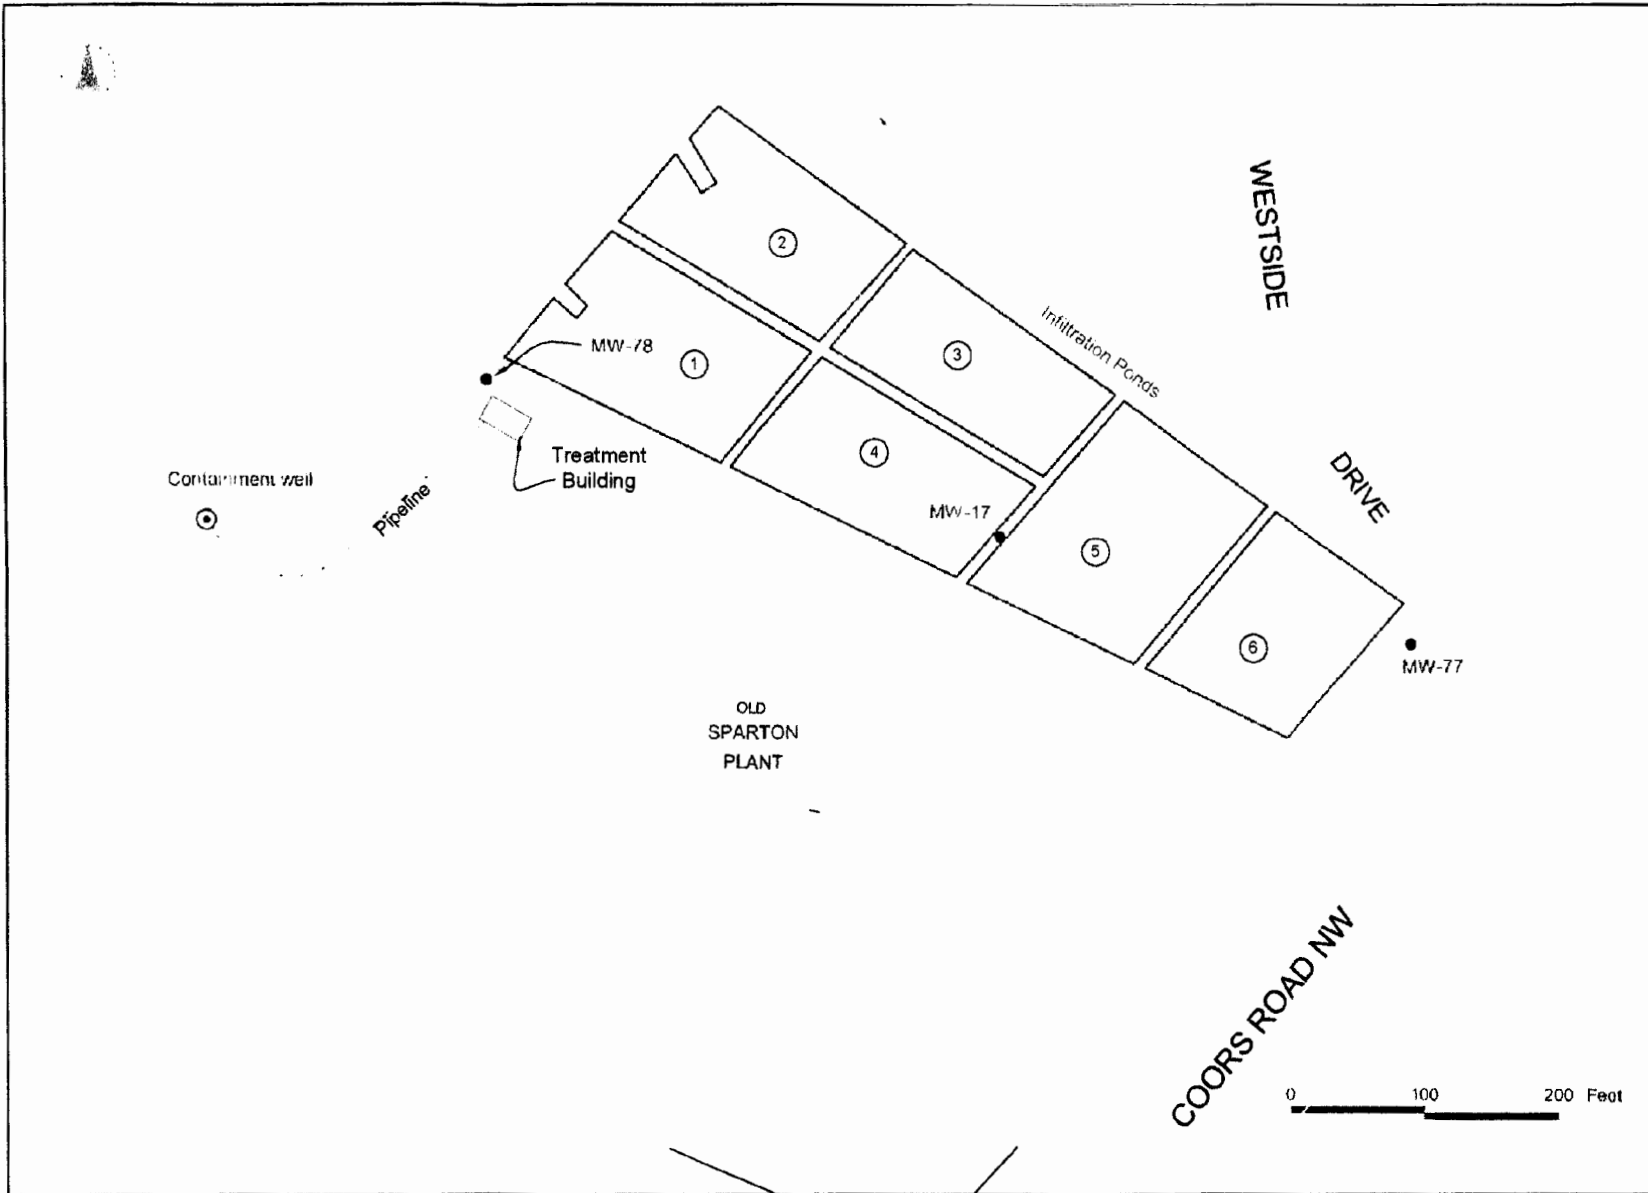 WESTSIDE
2
Infiltration Ponds
3
MW-78
1
Treatment
Building
4
Containment well
Pipeline
DRIVE
MW-17
5
6
MW-77
OLD
SPARTON
PLANT
COORS ROAD NW
0 100 200 Feet